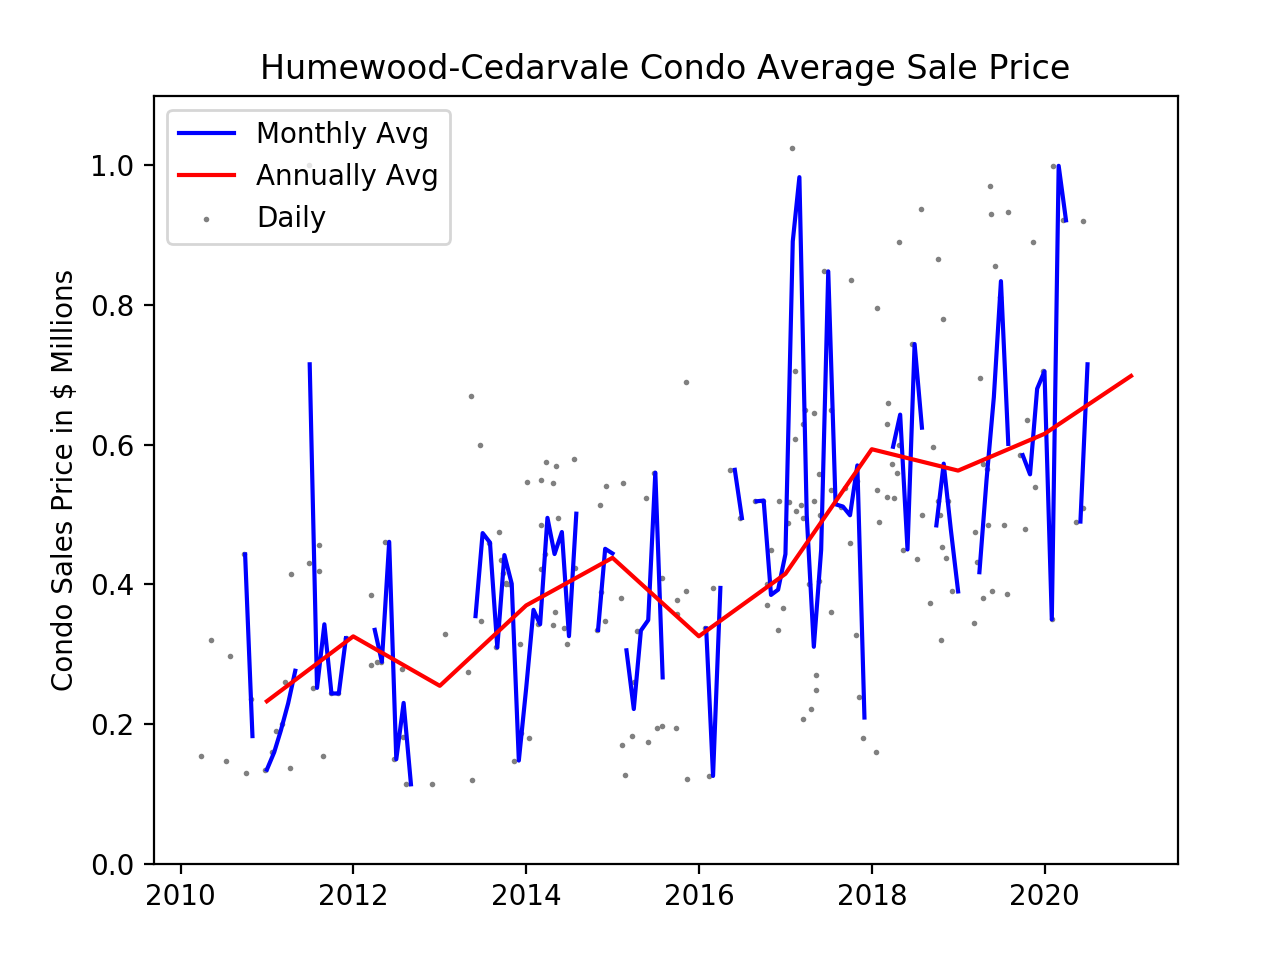 Humewood-Cedarvale Condo Average Sale Price
Monthly Avg
Annually Avg
Daily
Condo Sales Price in $ Millions
1.0
0.8
0.6
0.4
0.2
0.0
2010 2012 2014 2016 2018 2020